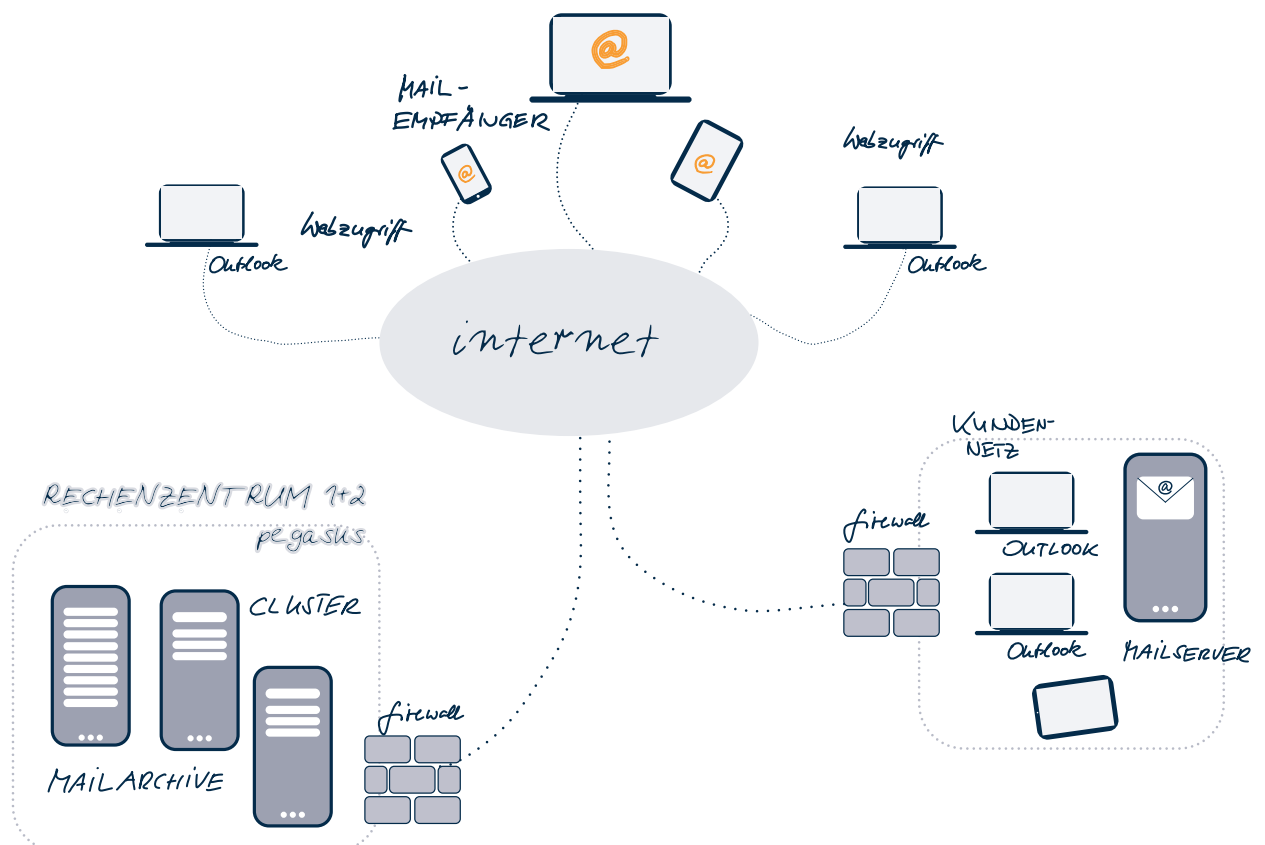 @
MAIL-
EMPFÄNGER
@
@
Webzugriff
Webzugriff
Outlook
Outlook
internet
KUNDEN-
NETZ
@
RECHENZENTRUM 1+2
pegasus
firewall
OUTLOOK
CLUSTER
Outlook
MAILSERVER
firewall
MAILARCHIVE